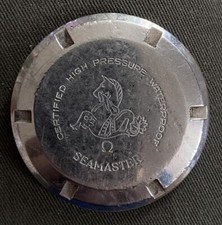 CERTIFIED HIGH PRESSURE WATERPROOF
Ω
SEAMASTER